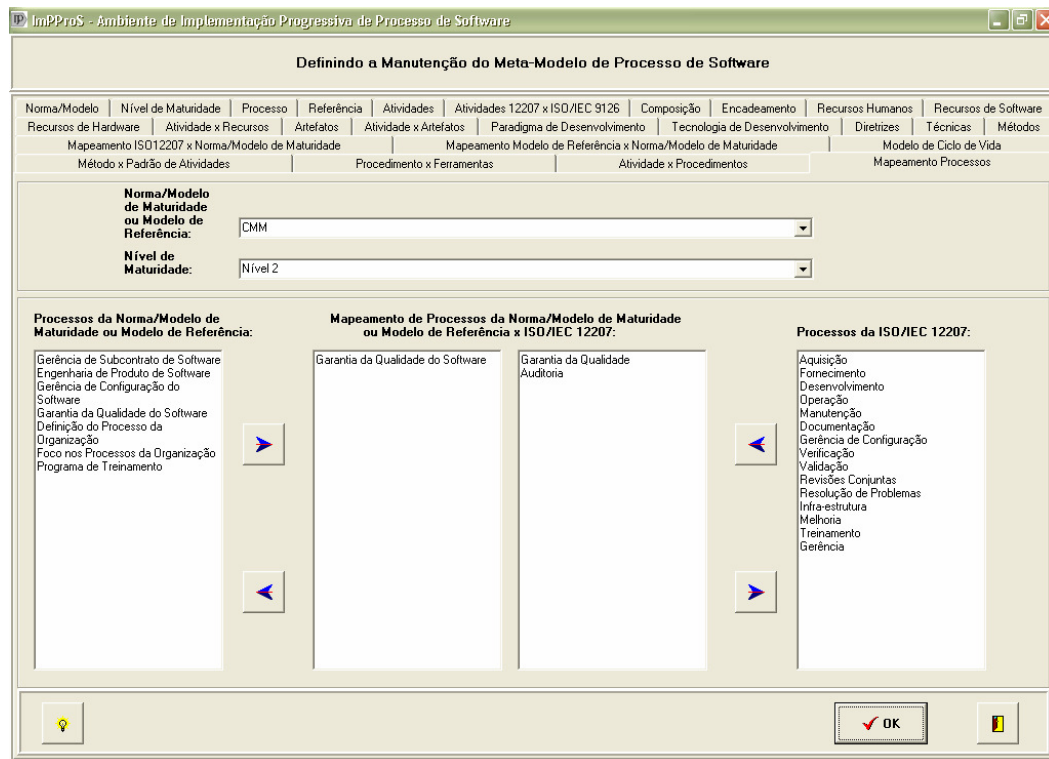 ImPProS - Ambiente de Implementação Progressiva de Processo de Software
Definindo a Manutenção do Meta-Modelo de Processo de Software
Norma/Modelo Nível de Maturidade Processo Referência Atividades Atividades 12207 x ISO/IEC 9126 Composição Encadeamento Recursos Humanos Recursos de Software
Recursos de Hardware Atividade x Recursos Artefatos Atividade x Artefatos Paradigma de Desenvolvimento Tecnologia de Desenvolvimento Diretrizes Técnicas Métodos
Mapeamento ISO12207 x Norma/Modelo de Maturidade Mapeamento Modelo de Referência x Norma/Modelo de Maturidade Modelo de Ciclo de Vida
Método x Padrão de Atividades Procedimento x Ferramentas Atividade x Procedimentos Mapeamento Processos
Norma/Modelo
de Maturidade
ou Modelo de
Referência:
CMM
Nível de
Maturidade:
Nível 2
Processos da Norma/Modelo de
Maturidade ou Modelo de Referência:
Gerência de Subcontrato de Software
Engenharia de Produto de Software
Gerência de Configuração do
Software
Garantia da Qualidade do Software
Definição do Processo da
Organização
Foco nos Processos da Organização
Programa de Treinamento
Mapeamento de Processos da Norma/Modelo de Maturidade
ou Modelo de Referência x ISO/IEC 12207:
Garantia da Qualidade do Software
Garantia da Qualidade
Auditoria
Processos da ISO/IEC 12207:
Aquisição
Fornecimento
Desenvolvimento
Operação
Manutenção
Documentação
Gerência de Configuração
Verificação
Validação
Revisões Conjuntas
Resolução de Problemas
Infra-estrutura
Melhoria
Treinamento
Gerência
OK